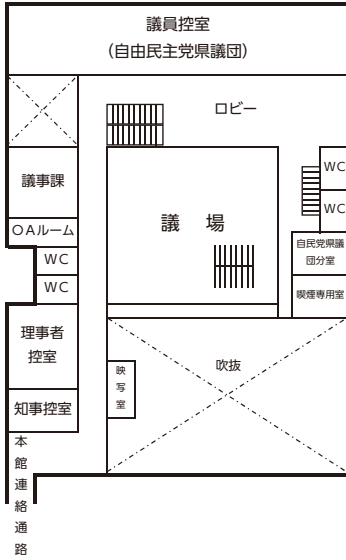 議員控室
（自由民主党県議団）
ロビー
議事課
議場
WC
WC
OAルーム
自民党県議
団分室
WC
WC
喫煙専用室
理事者
控室
吹抜
映写室
知事控室
本館連絡通路